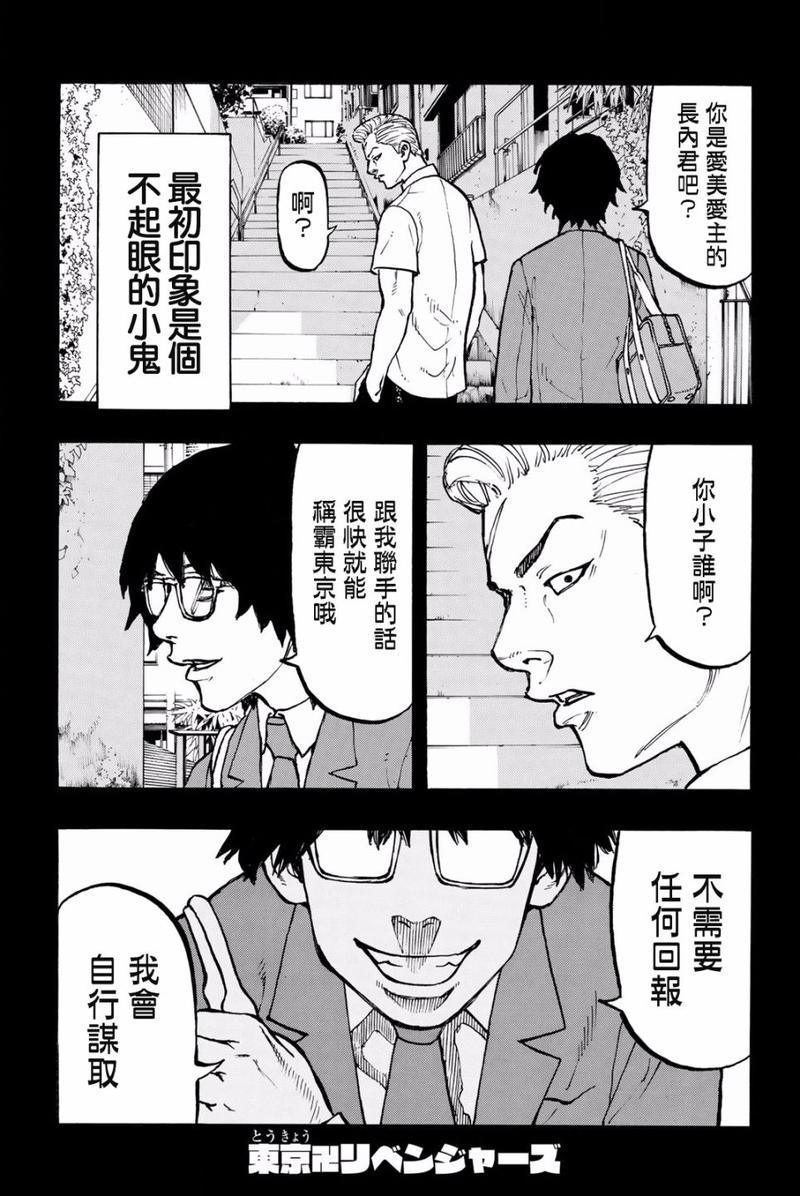 你是愛美愛主的
長內君吧?
啊?
最初印象是個
不起眼的小鬼
你小子誰啊?
跟我聯手的話
很快就能
稱霸東京哦
不需要
任何回報
我會
自行謀取
とうきょう
東京卍リベンジャーズ